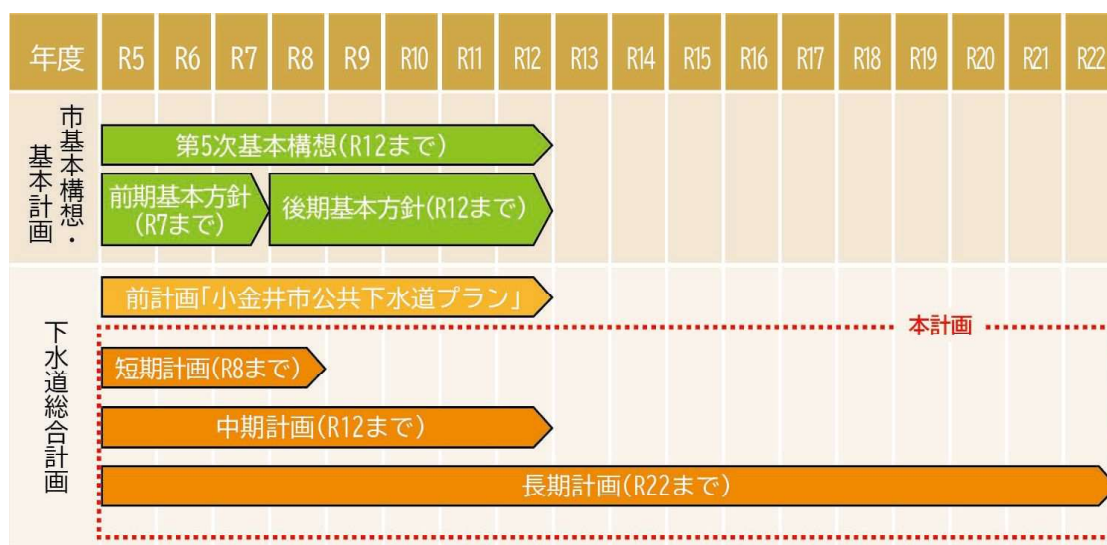 年度 R5 R6 R7 R8 R9 R10 R11 R12 R13 R14 R15 R16 R17 R18 R19 R20 R21 R22
市基本構想・
基本計画
第5次基本構想(R12まで)
前期基本方針
(R7まで)
後期基本方針(R12まで)
下水道総合計画
前計画「小金井市公共下水道プラン」
本計画
短期計画(R8まで)
中期計画(R12まで)
長期計画(R22まで)